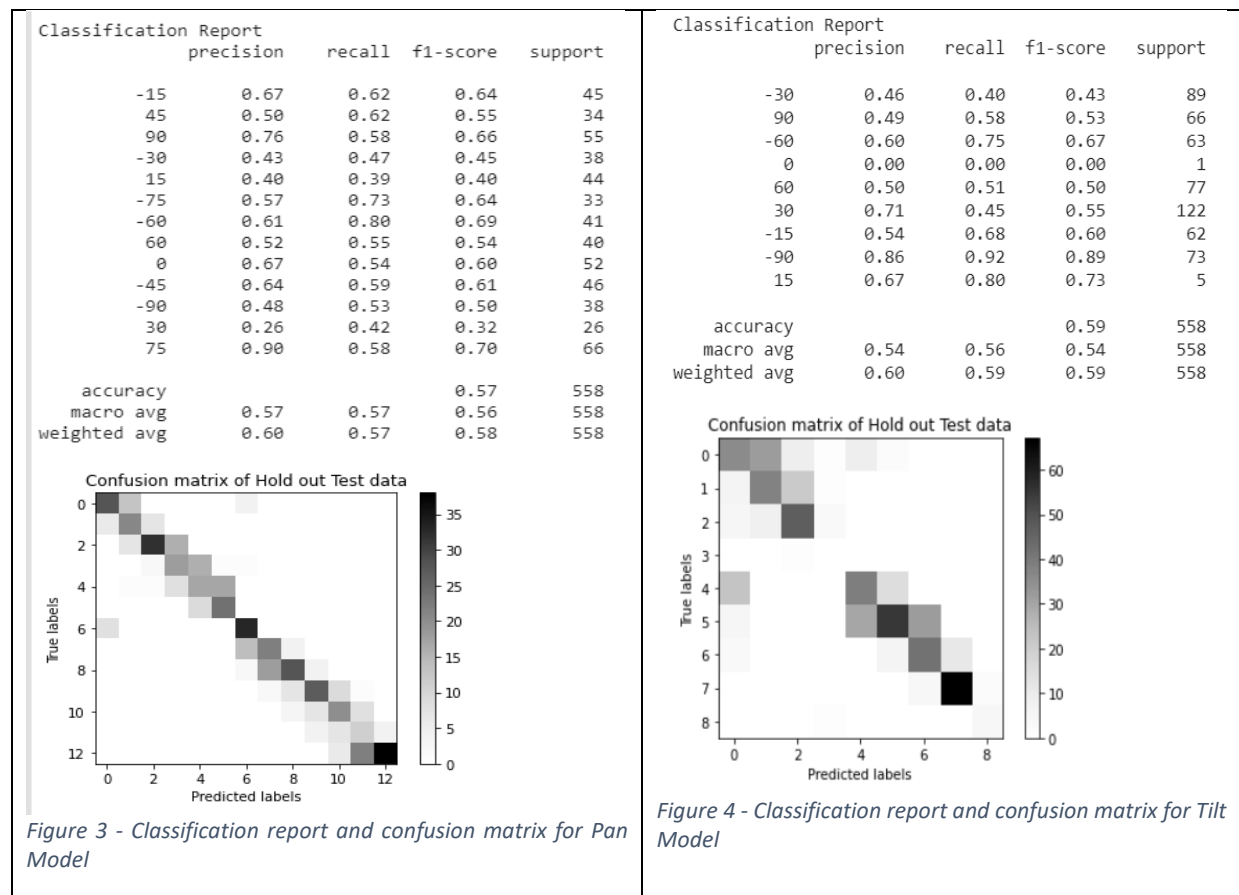 Classification Report
precision recall f1-score support
-15 0.67 0.62 0.64 45
45 0.50 0.62 0.55 34
90 0.76 0.58 0.66 55
-30 0.43 0.47 0.45 38
15 0.40 0.39 0.40 44
-75 0.57 0.73 0.64 33
-60 0.61 0.80 0.69 41
60 0.52 0.55 0.54 40
0 0.67 0.54 0.60 52
-45 0.64 0.59 0.61 46
-90 0.48 0.53 0.50 38
30 0.26 0.42 0.32 26
75 0.90 0.58 0.70 66
accuracy 0.57 558
macro avg 0.57 0.57 0.56 558
weighted avg 0.60 0.57 0.58 558
Confusion matrix of Hold out Test data
0
2
4
6
8
10
12
True labels
0 2 4 6 8 10 12
Predicted labels
35
30
25
20
15
10
5
0
Figure 3 - Classification report and confusion matrix for Pan
Model
Classification Report
precision recall f1-score support
-30 0.46 0.40 0.43 89
90 0.49 0.58 0.53 66
-60 0.60 0.75 0.67 63
0 0.00 0.00 0.00 1
60 0.50 0.51 0.50 77
30 0.71 0.45 0.55 122
-15 0.54 0.68 0.60 62
-90 0.86 0.92 0.89 73
15 0.67 0.80 0.73 5
accuracy 0.59 558
macro avg 0.54 0.56 0.54 558
weighted avg 0.60 0.59 0.59 558
Confusion matrix of Hold out Test data
0
1
2
3
4
5
6
7
8
True labels
0 2 4 6 8
Predicted labels
60
50
40
30
20
10
0
Figure 4 - Classification report and confusion matrix for Tilt
Model